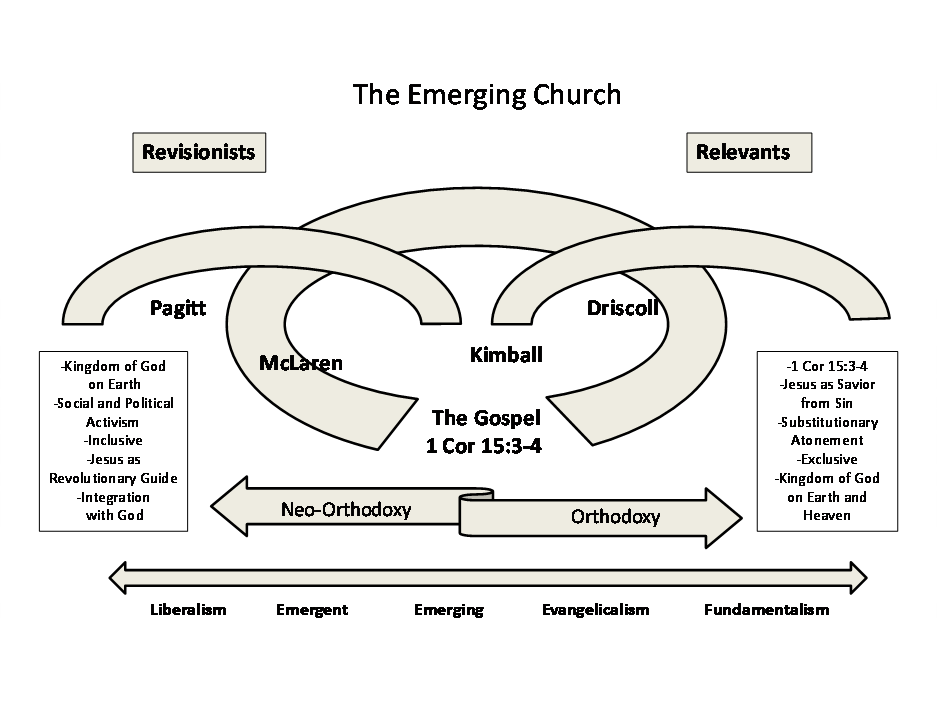 The Emerging Church
Revisionists
Relevants
Pagitt
Driscoll
McLaren
Kimball
The Gospel
1 Cor 15:3-4
-Kingdom of God
on Earth
-Social and Political
Activism
-Inclusive
-Jesus as
Revolutionary Guide
-Integration
with God
-1 Cor 15:3-4
-Jesus as Savior
from Sin
-Substitutionary
Atonement
-Exclusive
-Kingdom of God
on Earth and
Heaven
Neo-Orthodoxy
Orthodoxy
Liberalism
Emergent
Emerging
Evangelicalism
Fundamentalism